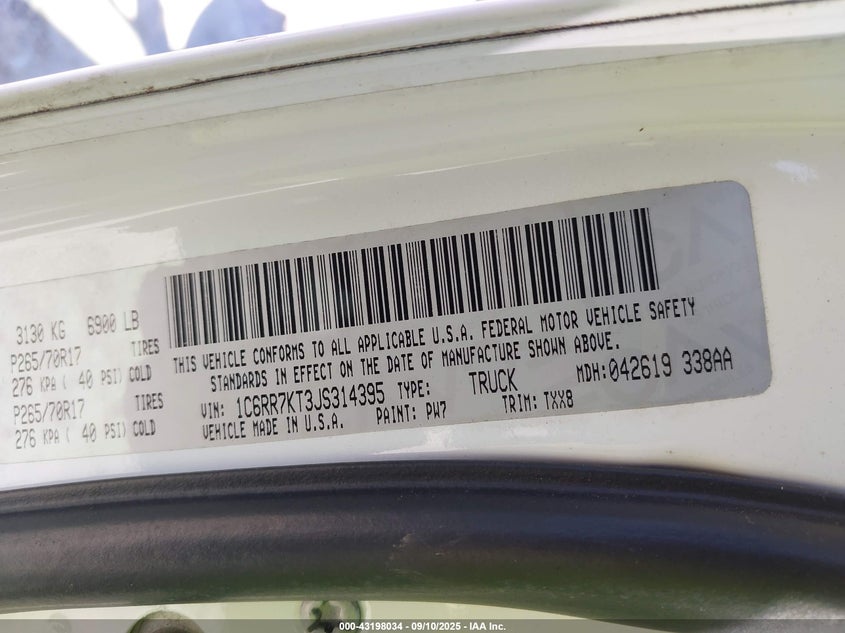 3130 KG 6900 LB
P265/70R17 TIRES
276 KPA ( 40 PSI) COLD
P265/70R17 TIRES
276 KPA ( 40 PSI) COLD
THIS VEHICLE CONFORMS TO ALL APPLICABLE U.S.A. FEDERAL MOTOR VEHICLE SAFETY
STANDARDS IN EFFECT ON THE DATE OF MANUFACTURE SHOWN ABOVE.
VIN: 1C6RR7KT3JS314395 TYPE: TRUCK MDH:042619 338AA
VEHICLE MADE IN U.S.A. PAINT: PW7 TRIM: TXX8
000-43198034 - 09/10/2025 - IAA Inc.